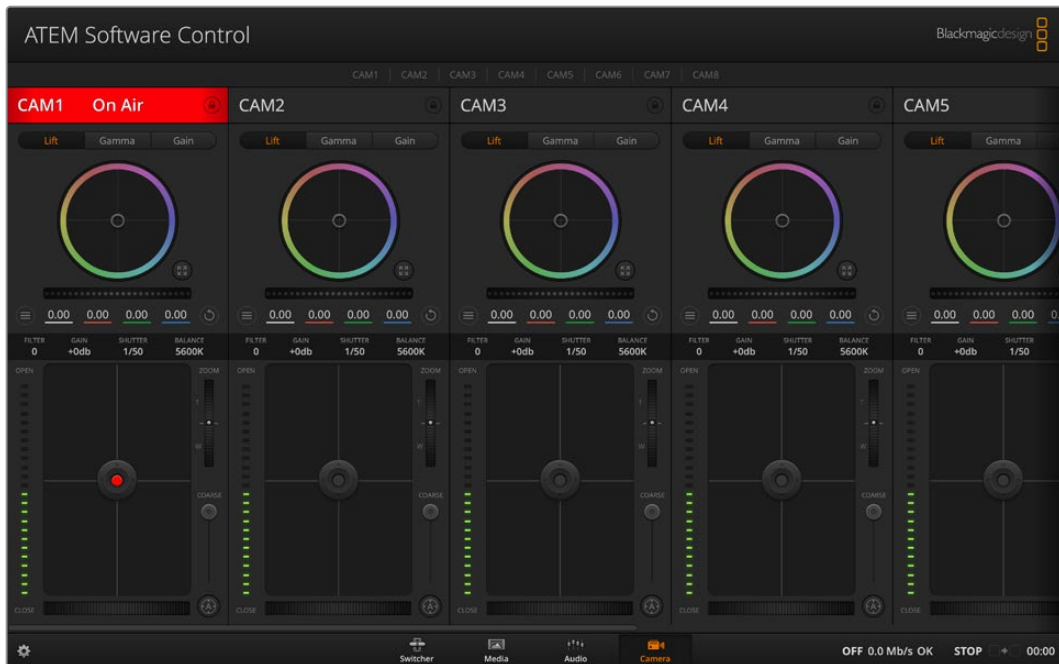 ATEM Software Control
Blackmagicdesign
CAM1 CAM2 CAM3 CAM4 CAM5 CAM6 CAM7 CAM8
CAM1 On Air CAM2 CAM3 CAM4 CAM5
Lift Gamma Gain Lift Gamma Gain Lift Gamma Gain Lift Gamma Gain Lift Gamma
0.00 0.00 0.00 0.00 0.00 0.00 0.00 0.00 0.00 0.00 0.00 0.00 0.00 0.00 0.00 0.00 0.00 0.00 0.00
FILTER GAIN SHUTTER BALANCE FILTER GAIN SHUTTER BALANCE FILTER GAIN SHUTTER BALANCE FILTER GAIN SHUTTER BALANCE FILTER GAIN SHUTTER
0 +0db 1/50 5600K 0 +0db 1/50 5600K 0 +0db 1/50 5600K 0 +0db 1/50 5600K 0 +0db 1/50
OPEN ZOOM OPEN ZOOM OPEN ZOOM OPEN ZOOM OPEN
T T T T
W W W W
COARSE COARSE COARSE COARSE
A A A A
CLOSE CLOSE CLOSE CLOSE CLOSE
Switcher Media Audio Camera
OFF 0.0 Mb/s OK STOP 00:00